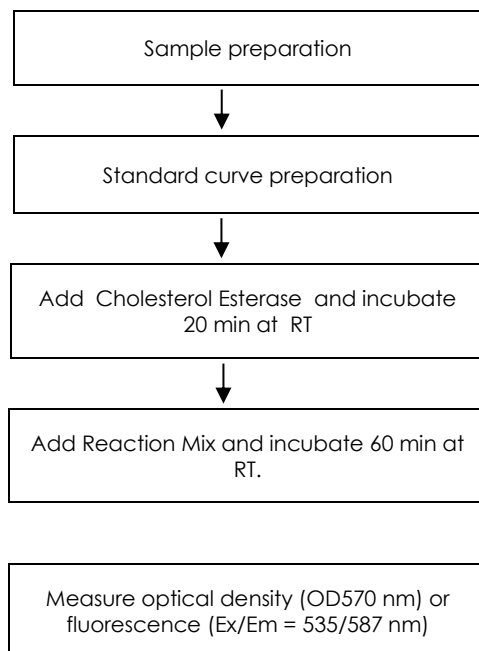 Sample preparation
Standard curve preparation
Add Cholesterol Esterase and incubate
20 min at RT
Add Reaction Mix and incubate 60 min at
RT.
Measure optical density (OD570 nm) or
fluorescence (Ex/Em = 535/587 nm)